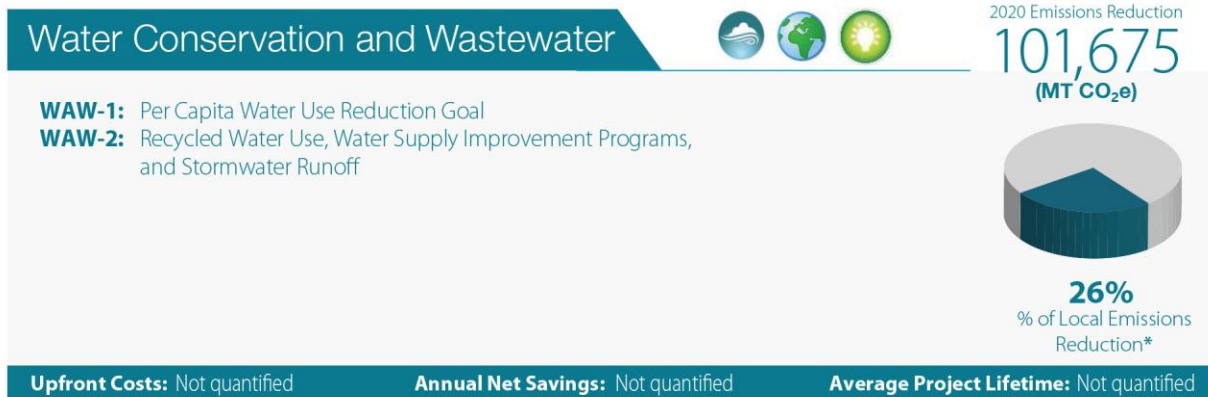 Water Conservation and Wastewater
2020 Emissions Reduction
101,675
(MT CO₂e)
WAW-1: Per Capita Water Use Reduction Goal
WAW-2: Recycled Water Use, Water Supply Improvement Programs,
and Stormwater Runoff
26%
% of Local Emissions
Reduction*
Upfront Costs: Not quantified
Annual Net Savings: Not quantified
Average Project Lifetime: Not quantified